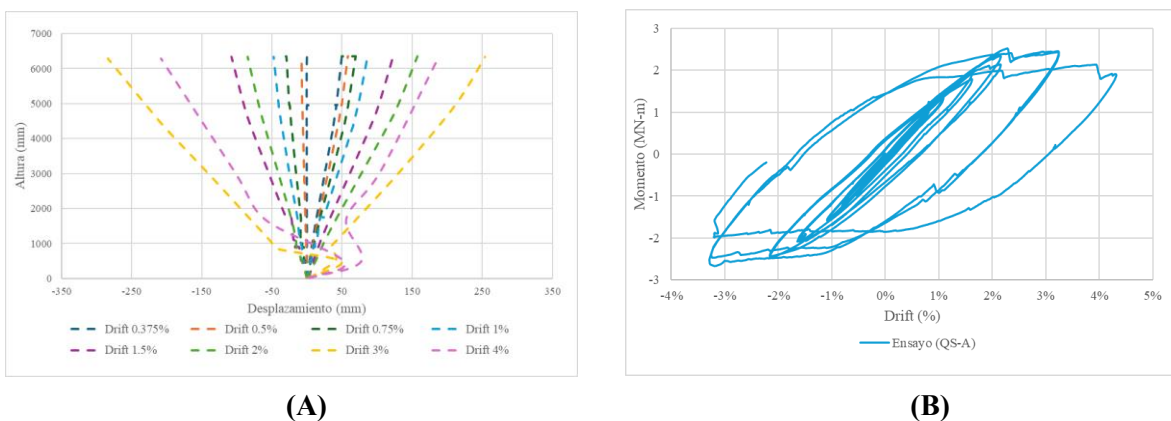 7000
6000
5000
4000
3000
2000
1000
0
Altura (mm)
-350 -250 -150 -50 50 150 250 350
Desplazamiento (mm)
Drift 0.375% Drift 0.5% Drift 0.75% Drift 1%
Drift 1.5% Drift 2% Drift 3% Drift 4%
(A)
3
2
1
0
-1
-2
-3
Momento (MN-m)
-4% -3% -2% -1% 0% 1% 2% 3% 4% 5%
Drift (%)
Ensayo (QS-A)
(B)